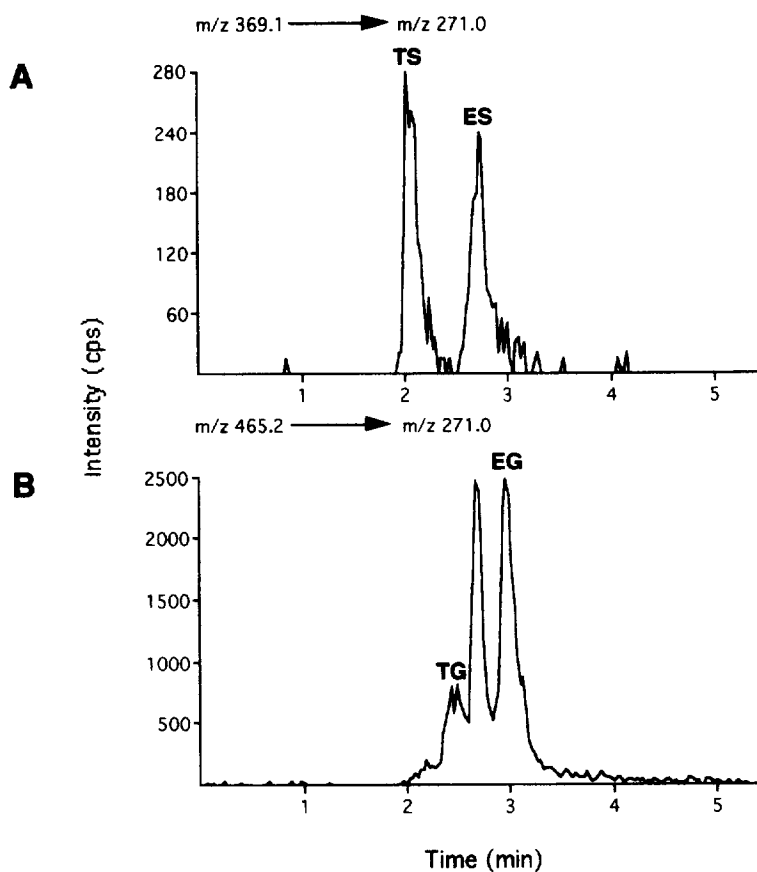 m/z 369.1 m/z 271.0
A
TS
ES
280
240
180
120
60
1 2 3 4 5
Intensity (cps)
m/z 465.2 m/z 271.0
B
EG
TG
2500
2000
1500
1000
500
1 2 3 4 5
Time (min)